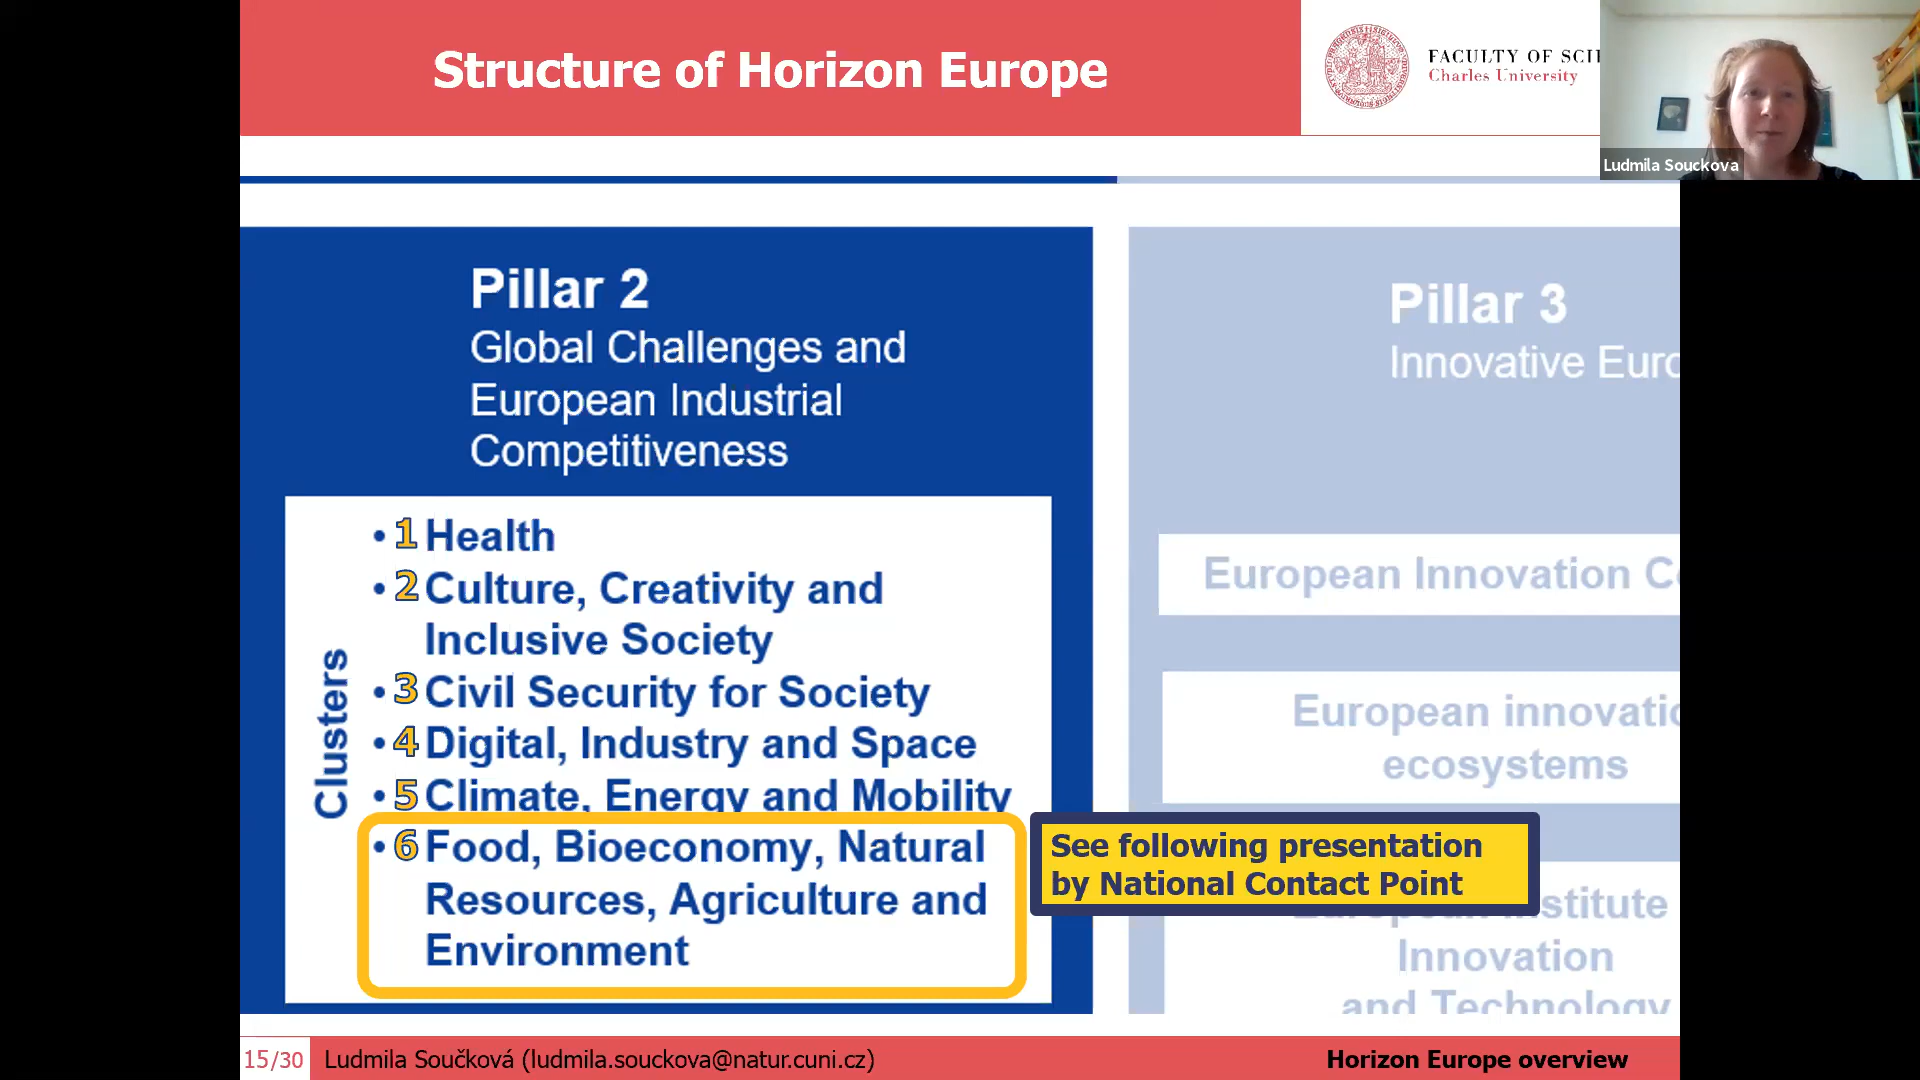 Structure of Horizon Europe
FACULTY OF SCI
Charles University
Ludmila Souckova
Pillar 2
Global Challenges and
European Industrial
Competitiveness
Clusters
• 1 Health
• 2 Culture, Creativity and
Inclusive Society
• 3 Civil Security for Society
• 4 Digital, Industry and Space
• 5 Climate, Energy and Mobility
• 6 Food, Bioeconomy, Natural
Resources, Agriculture and
Environment
See following presentation
by National Contact Point
Pillar 3
Innovative Euro
European Innovation Co
European innovatio
ecosystems
European Institute
Innovation
and Technology
15/30
Ludmila Součková (ludmila.souckova@natur.cuni.cz)
Horizon Europe overview